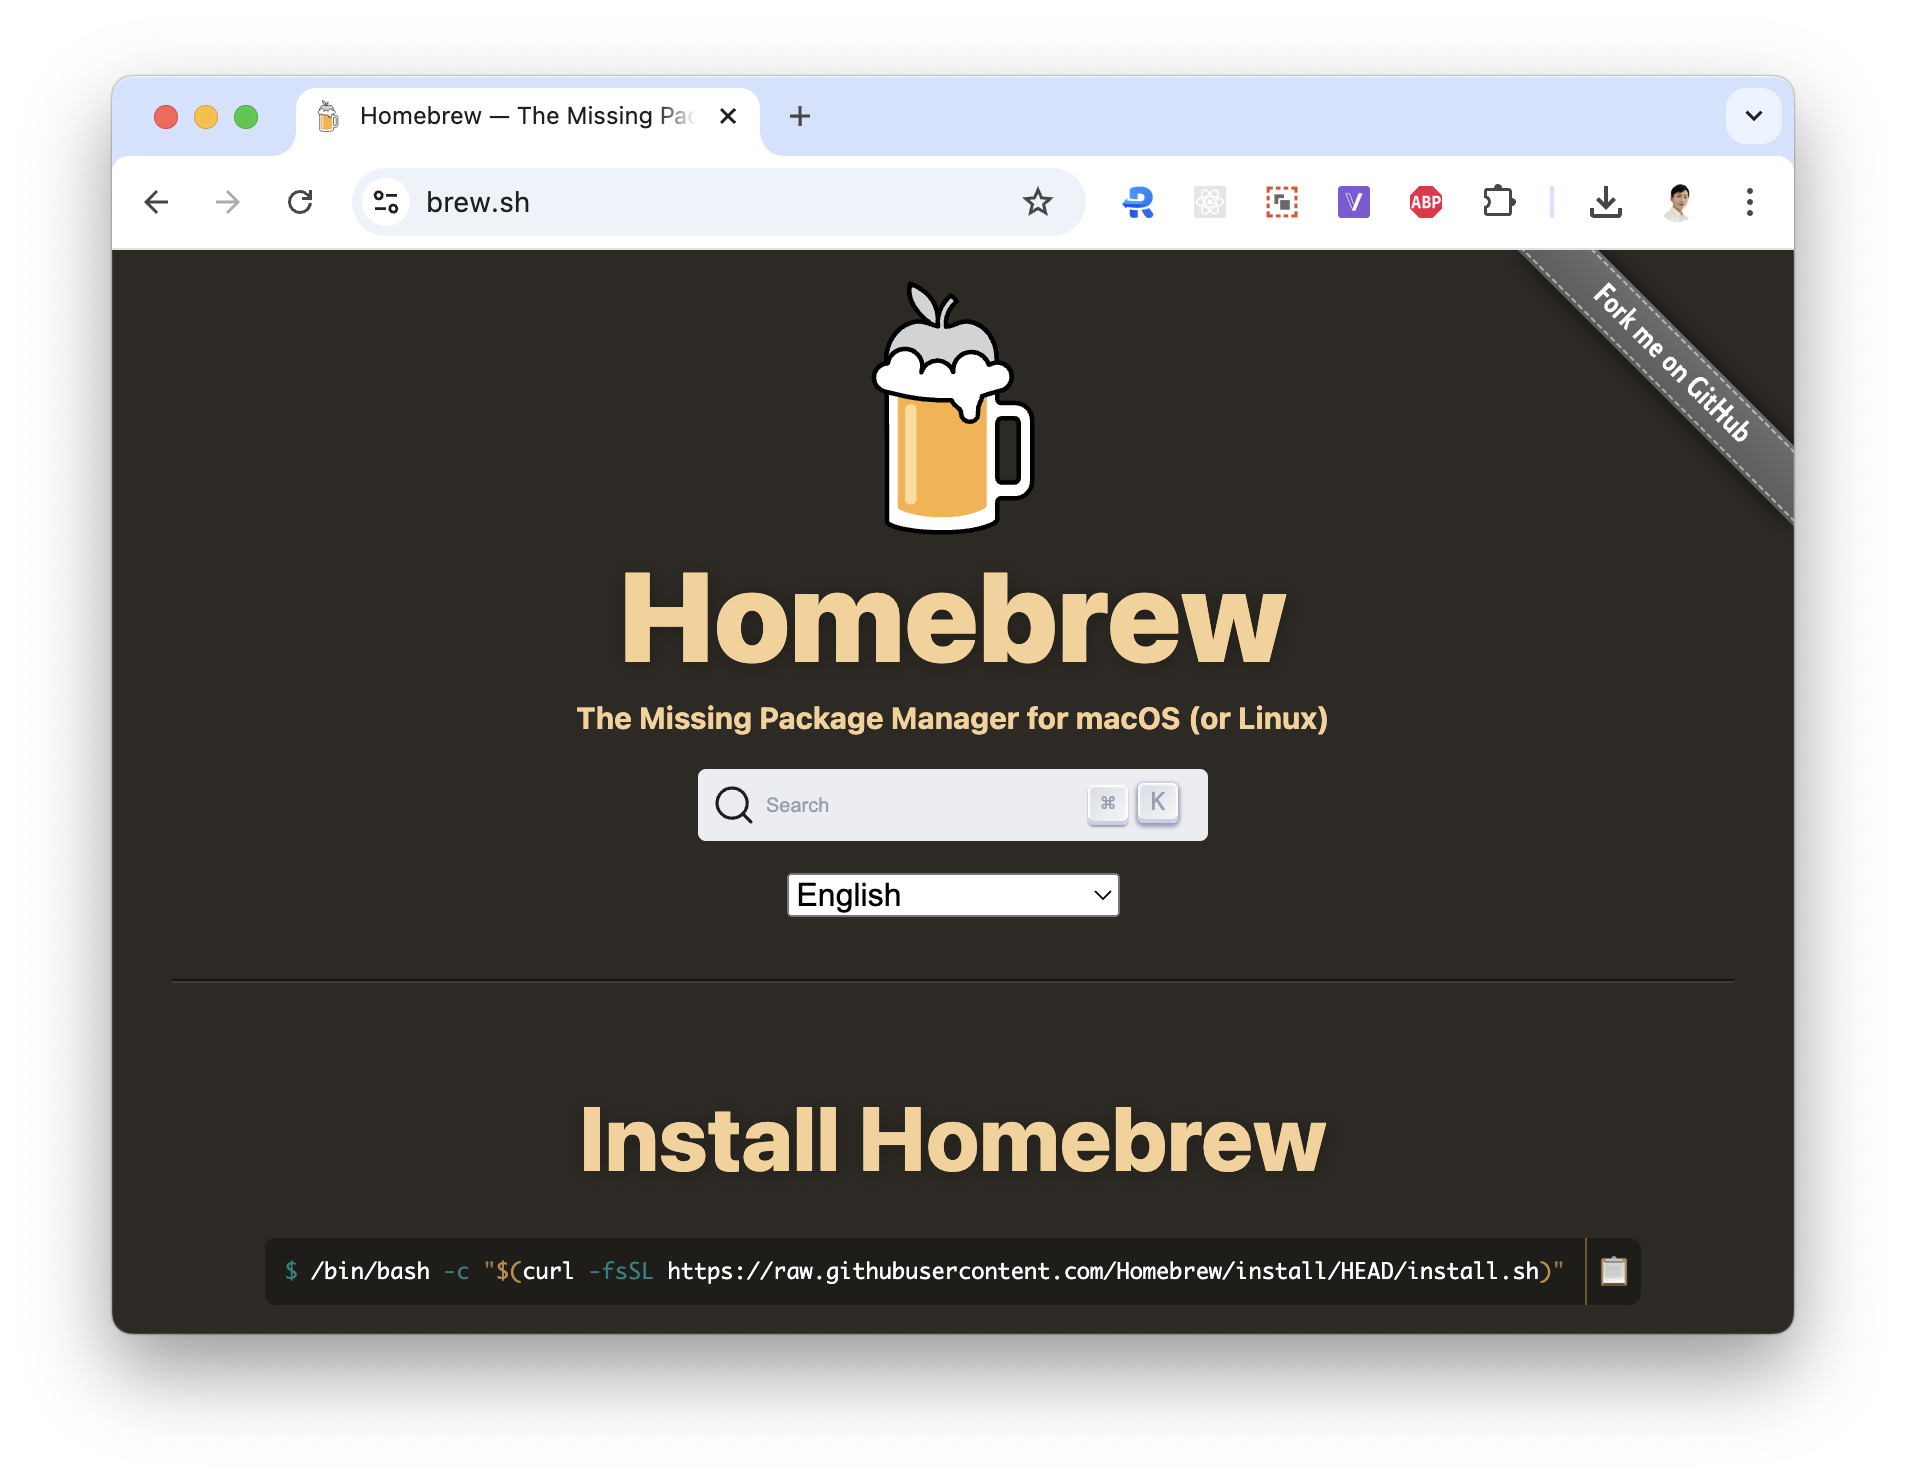 Homebrew — The Missing Pac
brew.sh
V
ABP
Fork me on GitHub
Homebrew
The Missing Package Manager for macOS (or Linux)
Search ⌘ K
English
Install Homebrew
$ /bin/bash -c "$(curl -fsSL https://raw.githubusercontent.com/Homebrew/install/HEAD/install.sh)"